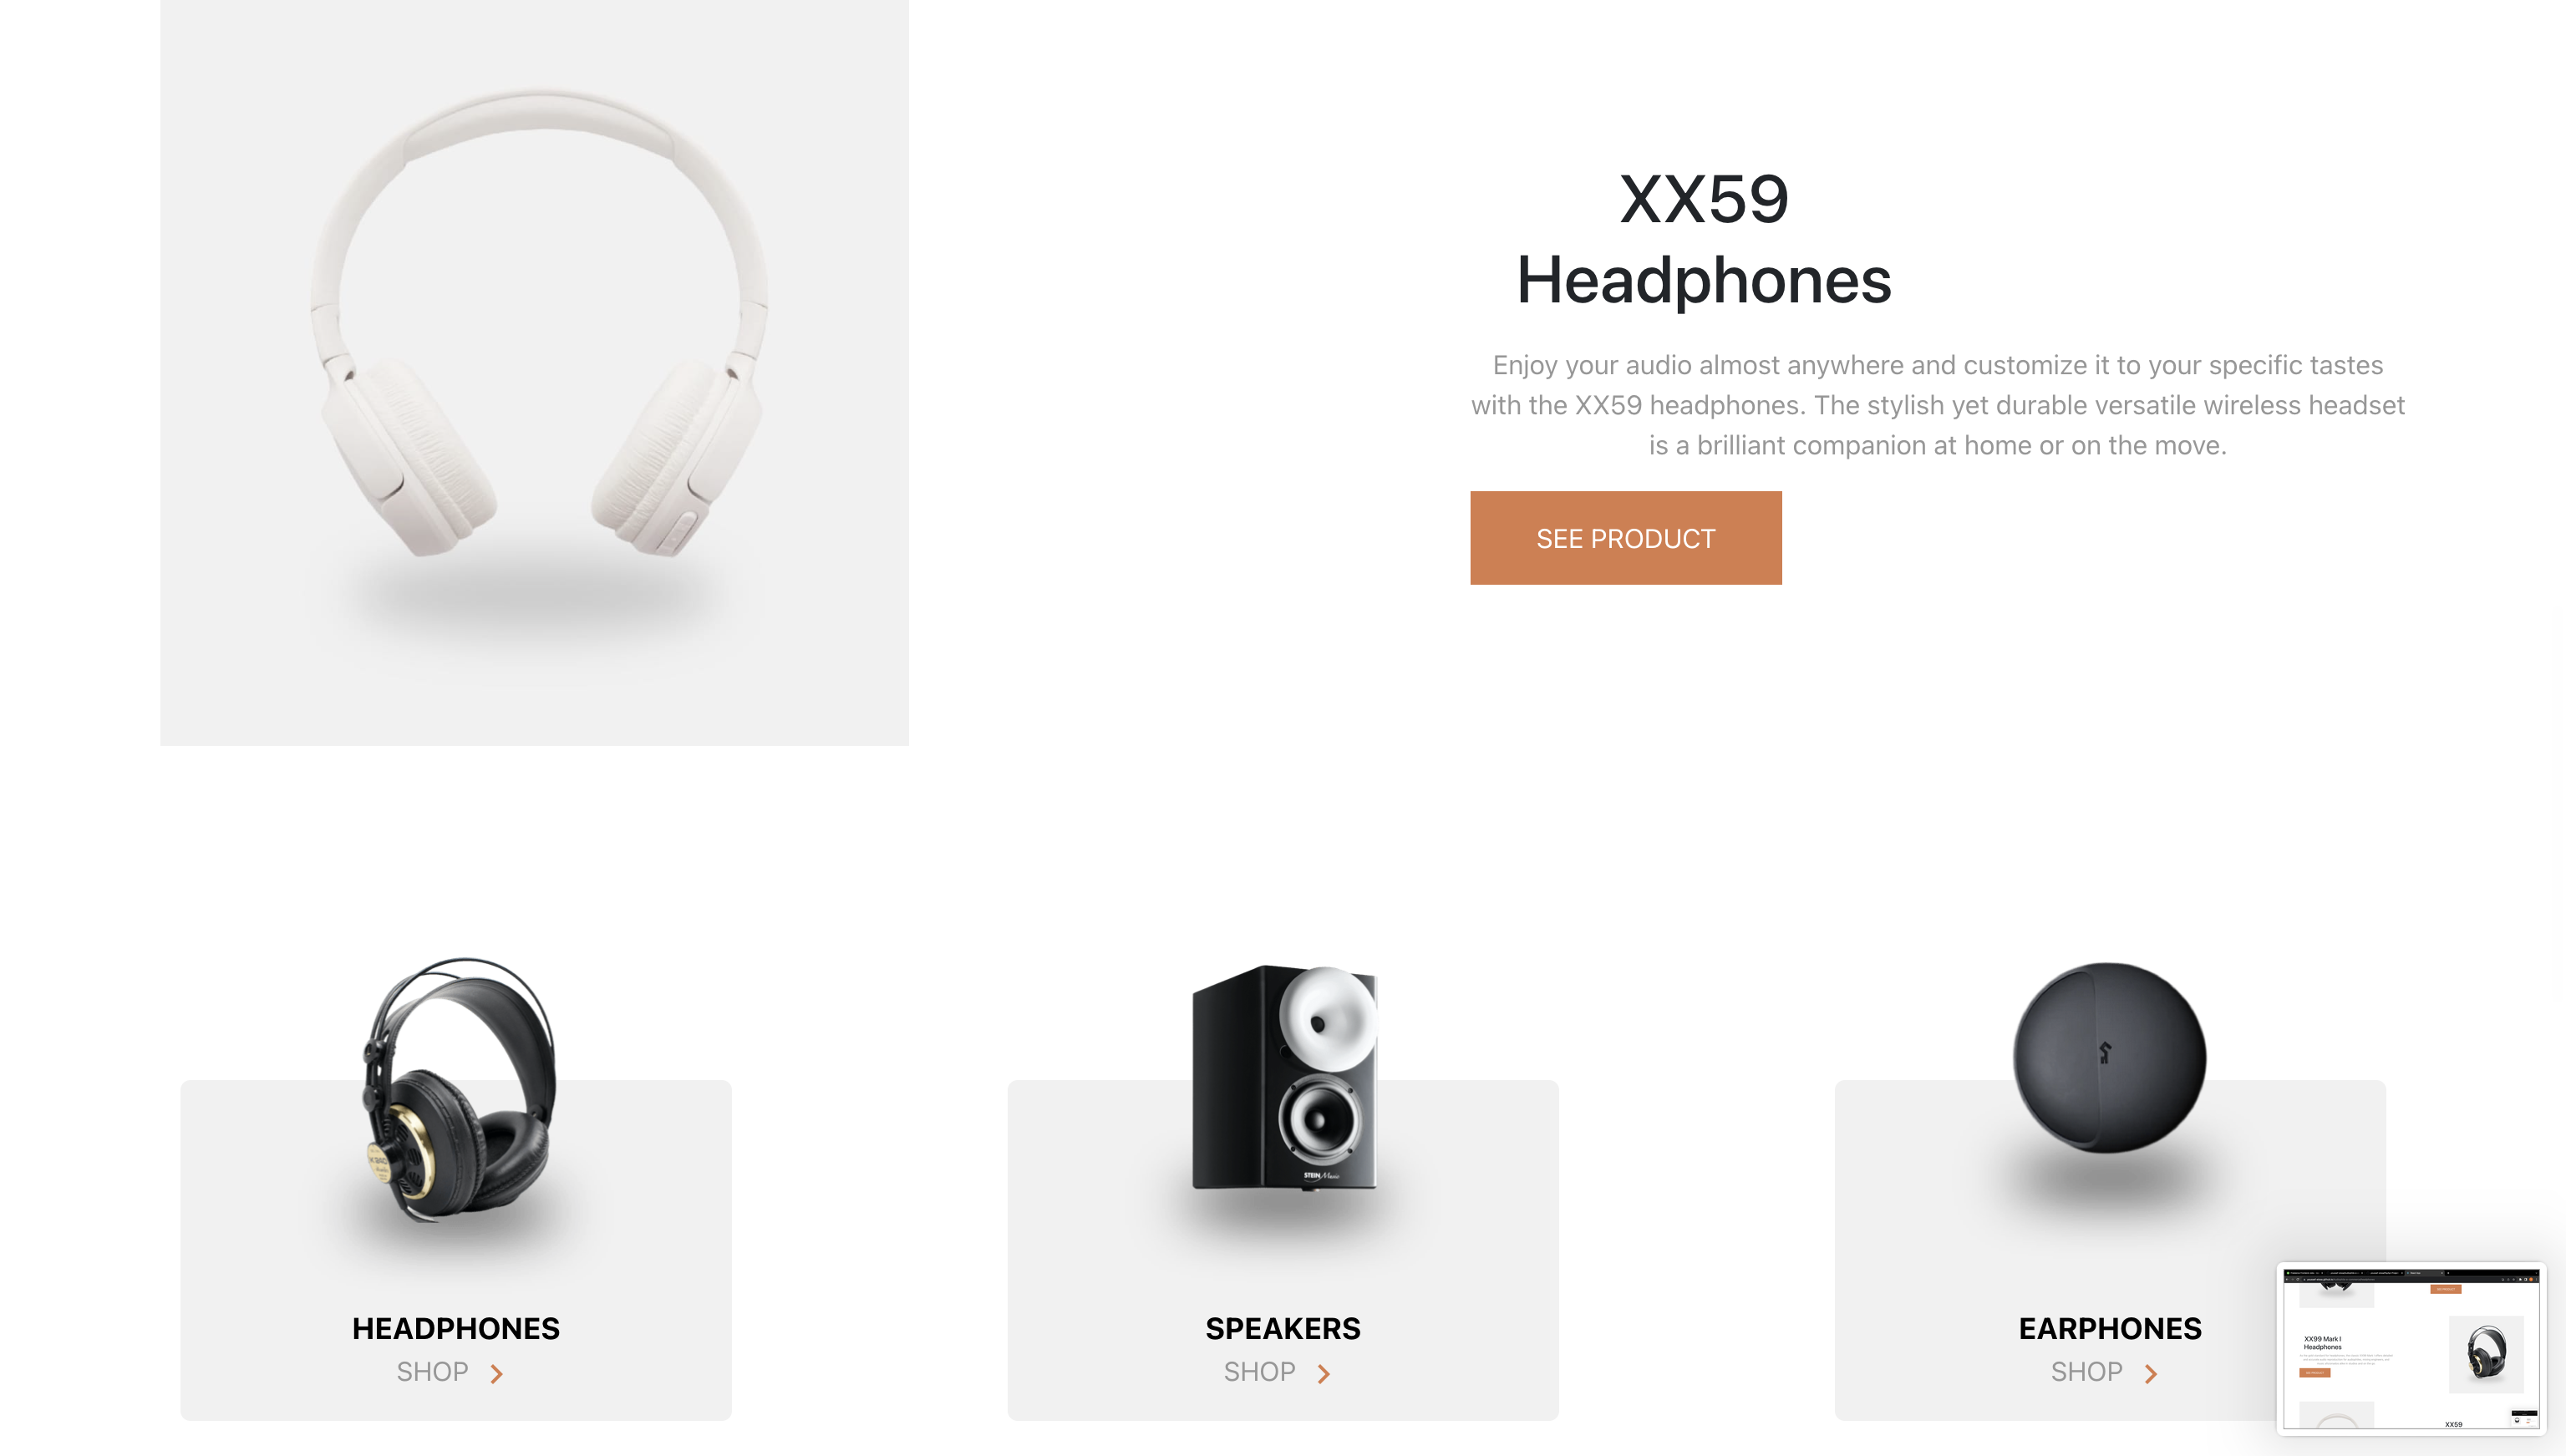 XX59
Headphones
Enjoy your audio almost anywhere and customize it to your specific tastes
with the XX59 headphones. The stylish yet durable versatile wireless headset
is a brilliant companion at home or on the move.
SEE PRODUCT
STEIN Music
HEADPHONES
SHOP
SPEAKERS
SHOP
EARPHONES
SHOP
XX99 Mark I
Headphones
XX59